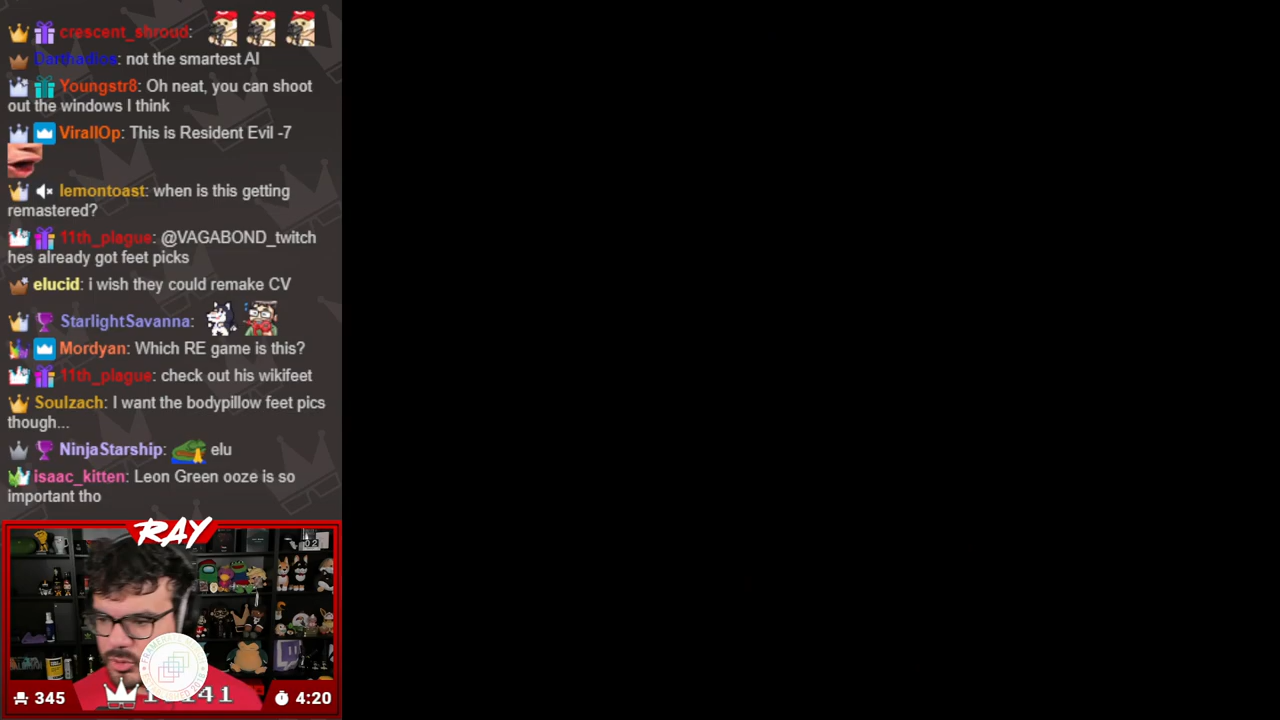 crescent_shroud:
Darthadios: not the smartest AI
Youngstr8: Oh neat, you can shoot
out the windows I think
VirallOp: This is Resident Evil -7
lemontoast: when is this getting
remastered?
11th_plague: @VAGABOND_twitch
hes already got feet picks
elucid: i wish they could remake CV
StarlightSavanna:
Mordyan: Which RE game is this?
11th_plague: check out his wikifeet
Soulzach: I want the bodypillow feet pics
though...
NinjaStarship: elu
isaac_kitten: Leon Green ooze is so
important tho
RAY
345
4:20